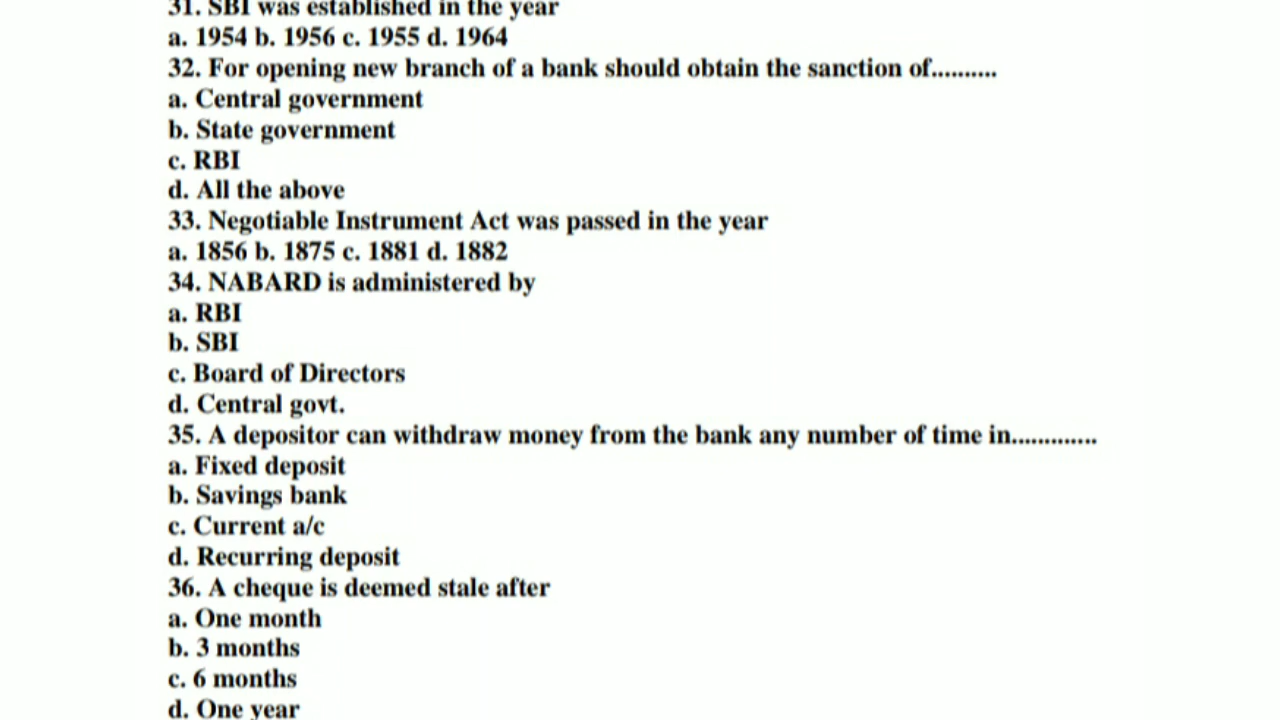 31. SBI was established in the year
a. 1954 b. 1956 c. 1955 d. 1964
32. For opening new branch of a bank should obtain the sanction of..........
a. Central government
b. State government
c. RBI
d. All the above
33. Negotiable Instrument Act was passed in the year
a. 1856 b. 1875 c. 1881 d. 1882
34. NABARD is administered by
a. RBI
b. SBI
c. Board of Directors
d. Central govt.
35. A depositor can withdraw money from the bank any number of time in.............
a. Fixed deposit
b. Savings bank
c. Current a/c
d. Recurring deposit
36. A cheque is deemed stale after
a. One month
b. 3 months
c. 6 months
d. One year